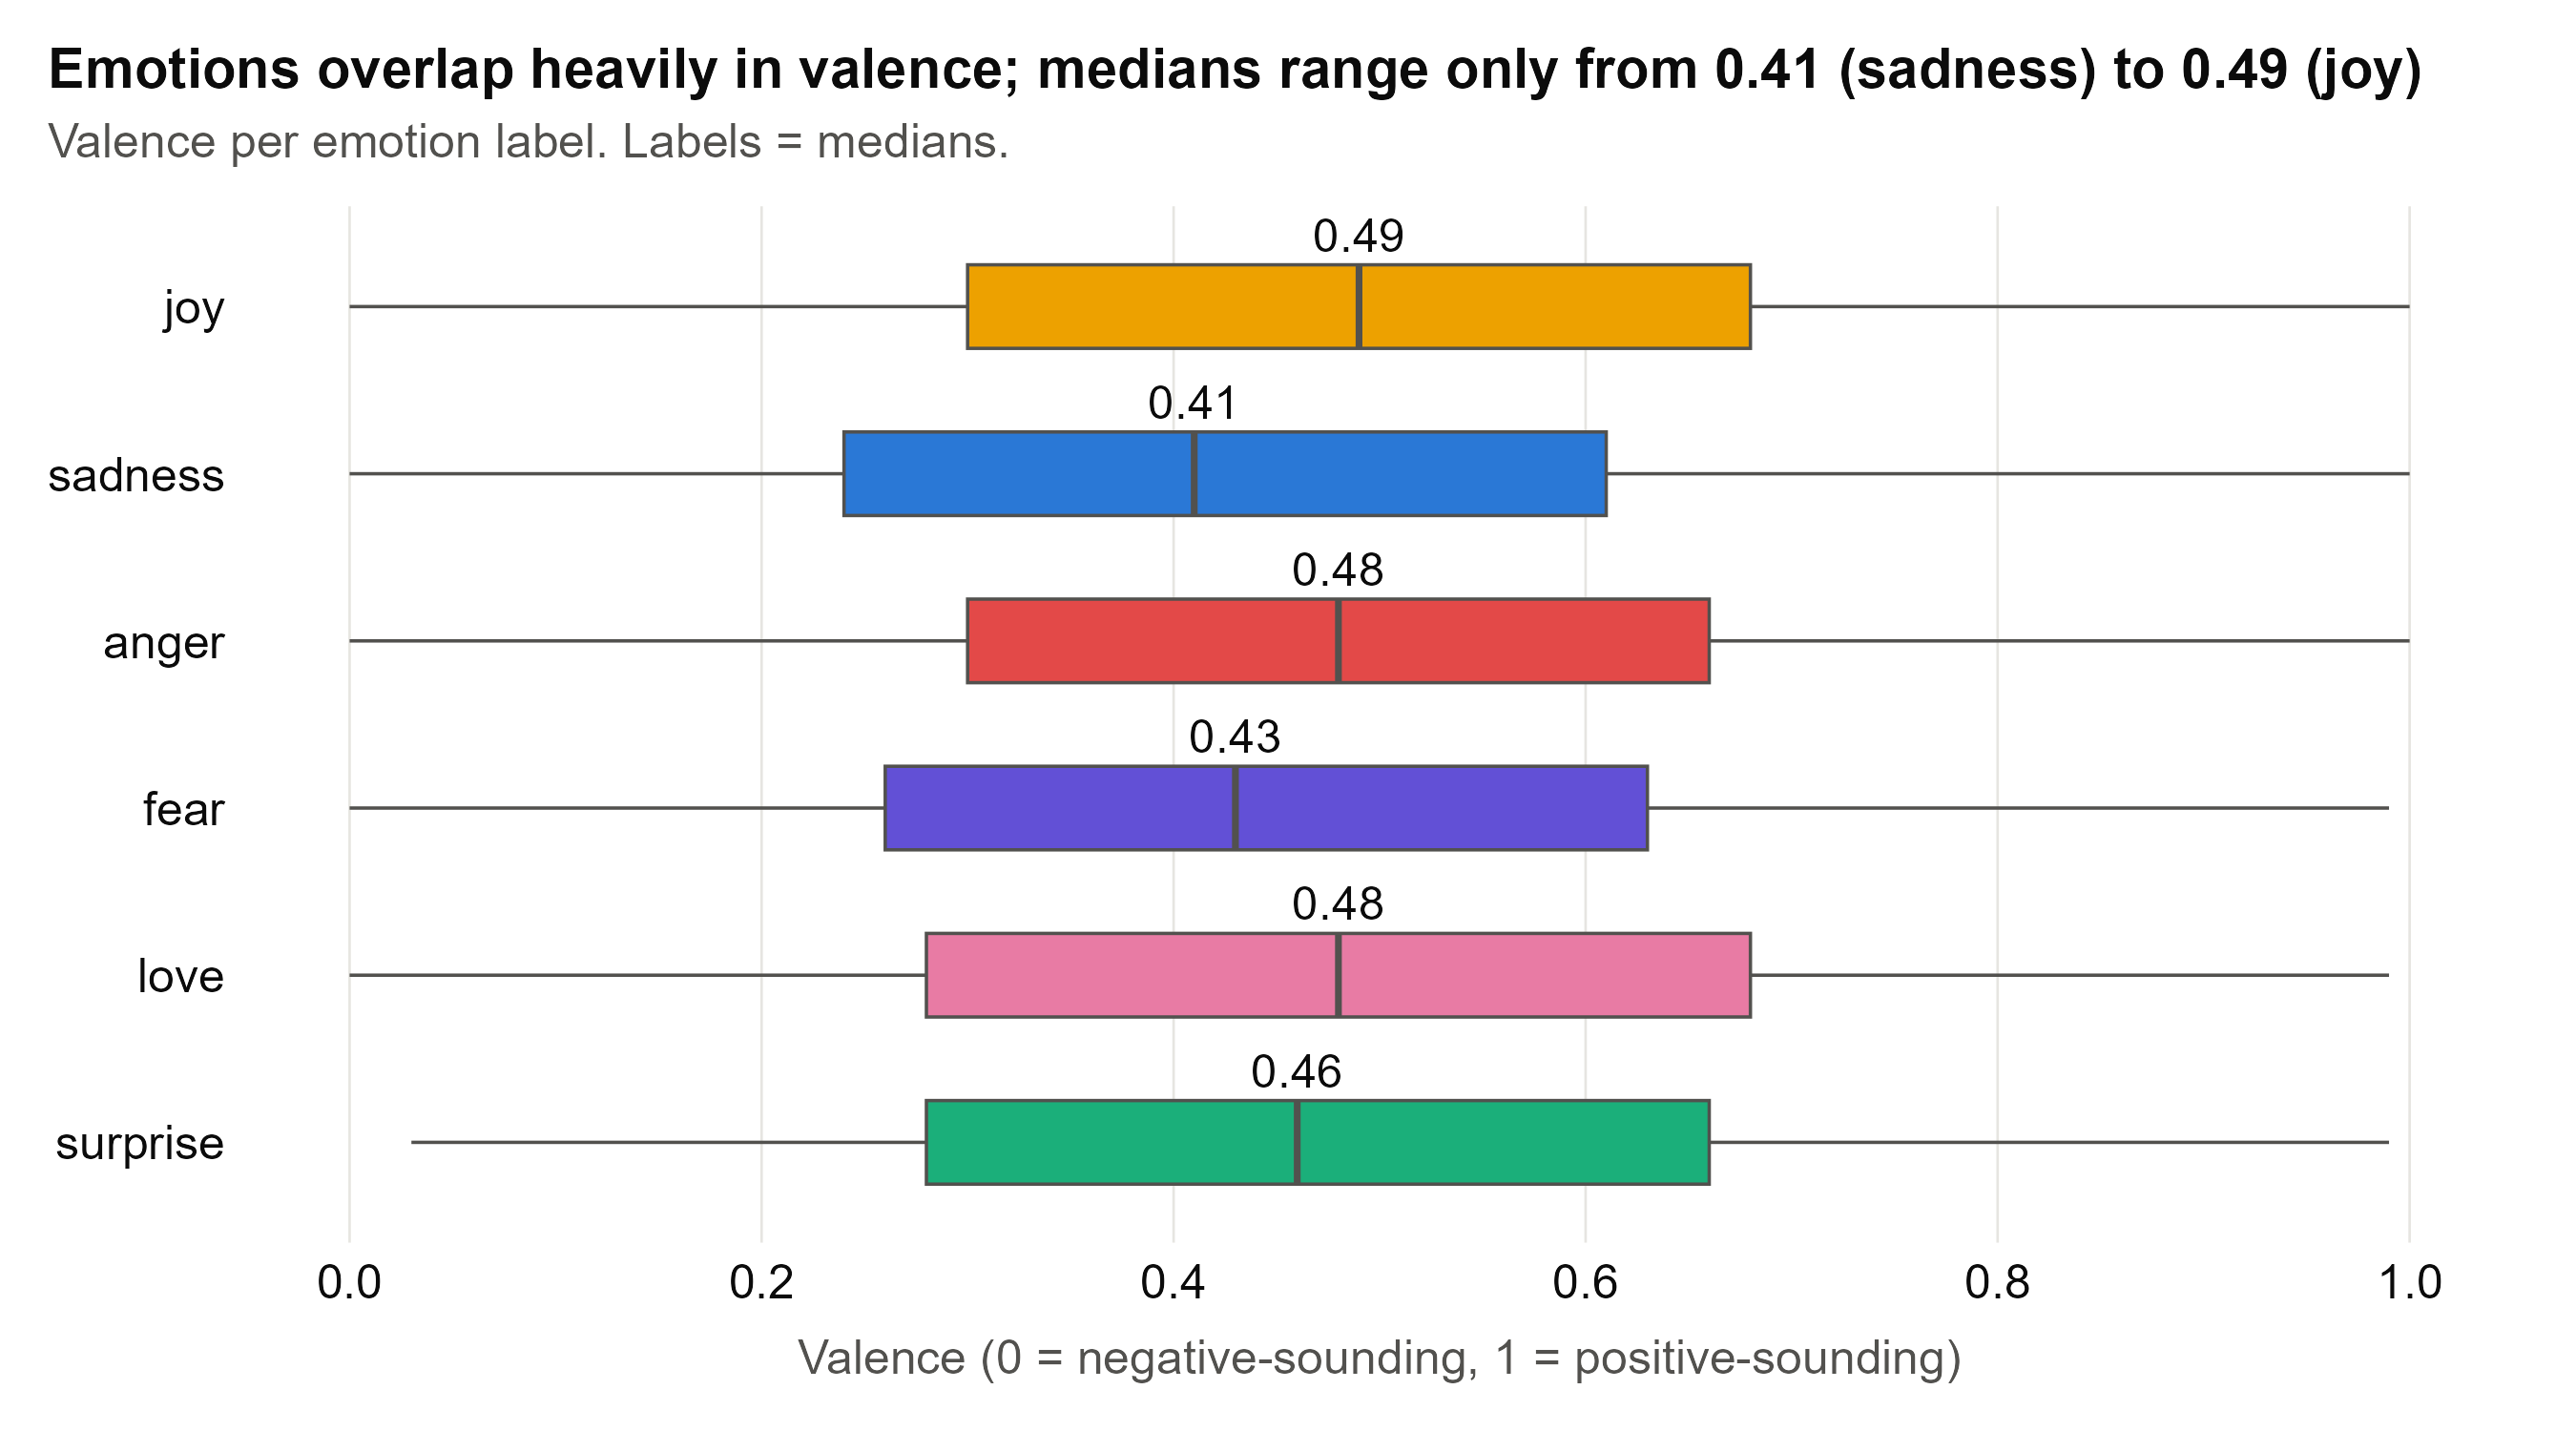 Emotions overlap heavily in valence; medians range only from 0.41 (sadness) to 0.49 (joy)
Valence per emotion label. Labels = medians.
0.49
joy
0.41
sadness
0.48
anger
0.43
fear
0.48
love
0.46
surprise
0.0 0.2 0.4 0.6 0.8 1.0
Valence (0 = negative-sounding, 1 = positive-sounding)